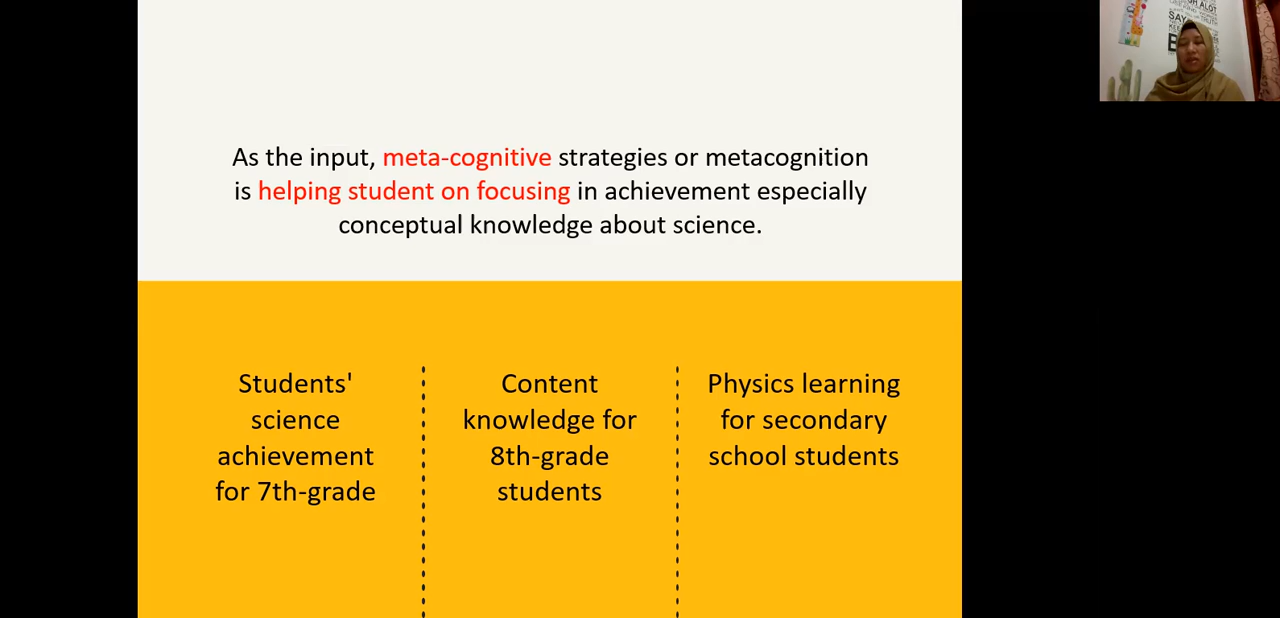 As the input, meta-cognitive strategies or metacognition
is helping student on focusing in achievement especially
conceptual knowledge about science.
Students'
science
achievement
for 7th-grade
Content
knowledge for
8th-grade
students
Physics learning
for secondary
school students
SAY